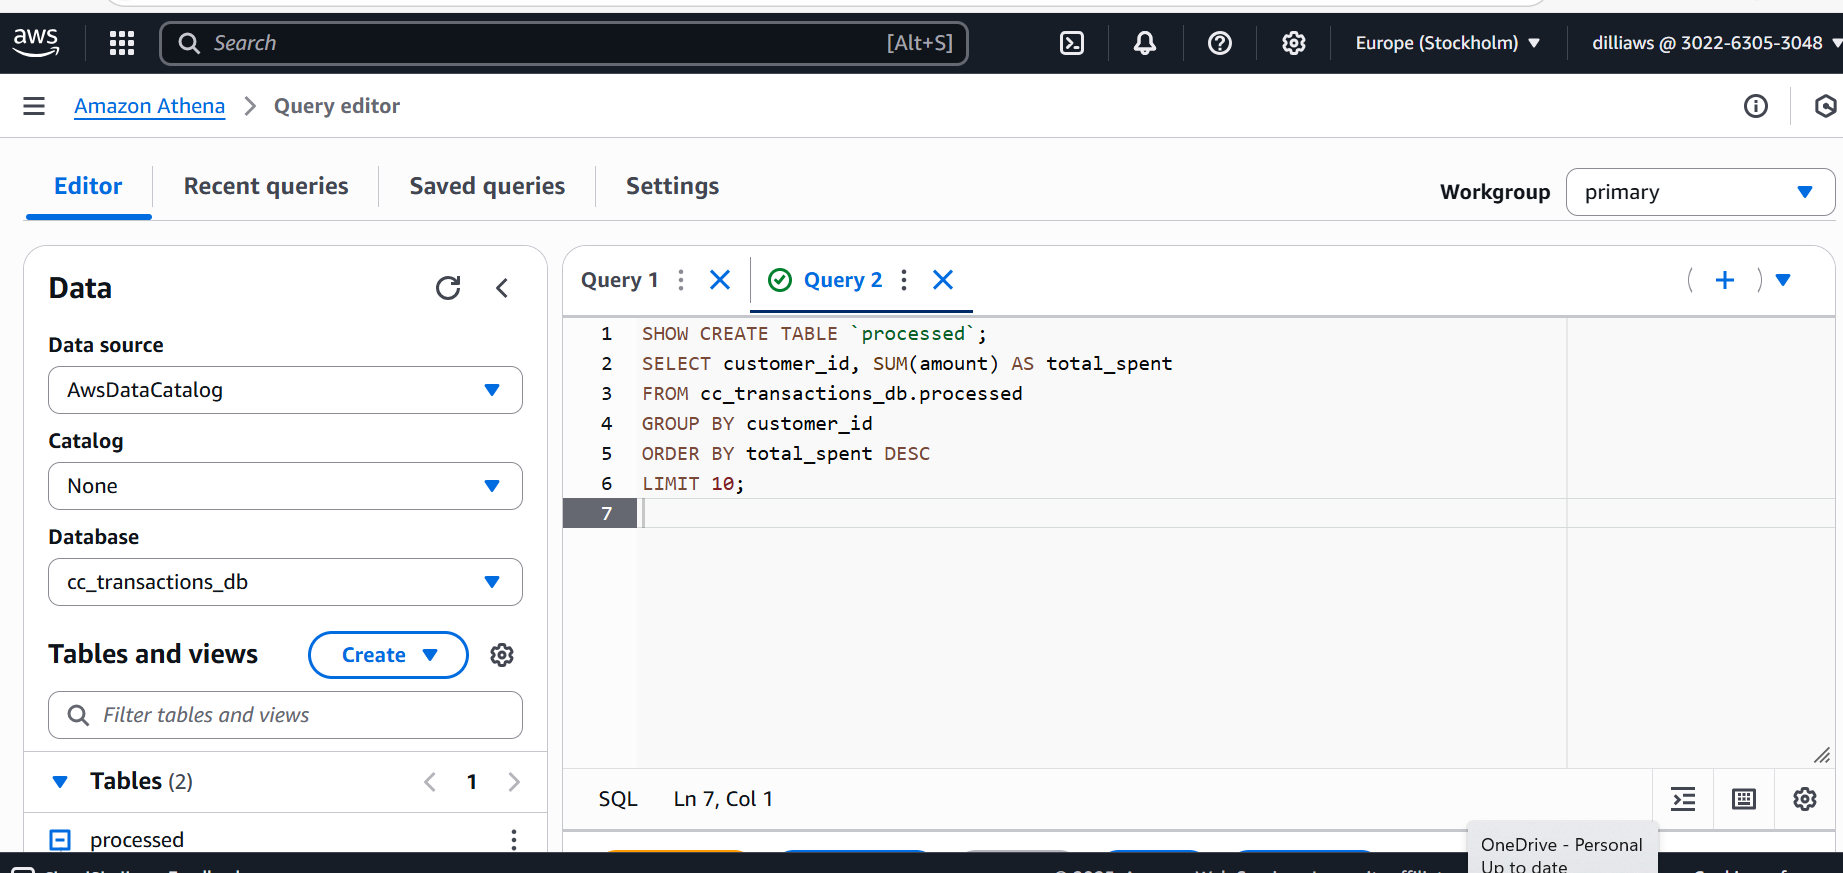 aws
Search [Alt+S]
Europe (Stockholm)
dilliaws @ 3022-6305-3048
Amazon Athena > Query editor
Editor
Recent queries
Saved queries
Settings
Workgroup
primary
Data
Data source
AwsDataCatalog
Catalog
None
Database
cc_transactions_db
Tables and views
Create
Filter tables and views
Tables (2)
1
processed
Query 1
Query 2
1 SHOW CREATE TABLE `processed`;
2 SELECT customer_id, SUM(amount) AS total_spent
3 FROM cc_transactions_db.processed
4 GROUP BY customer_id
5 ORDER BY total_spent DESC
6 LIMIT 10;
7
SQL
Ln 7, Col 1
OneDrive - Personal
Up to date